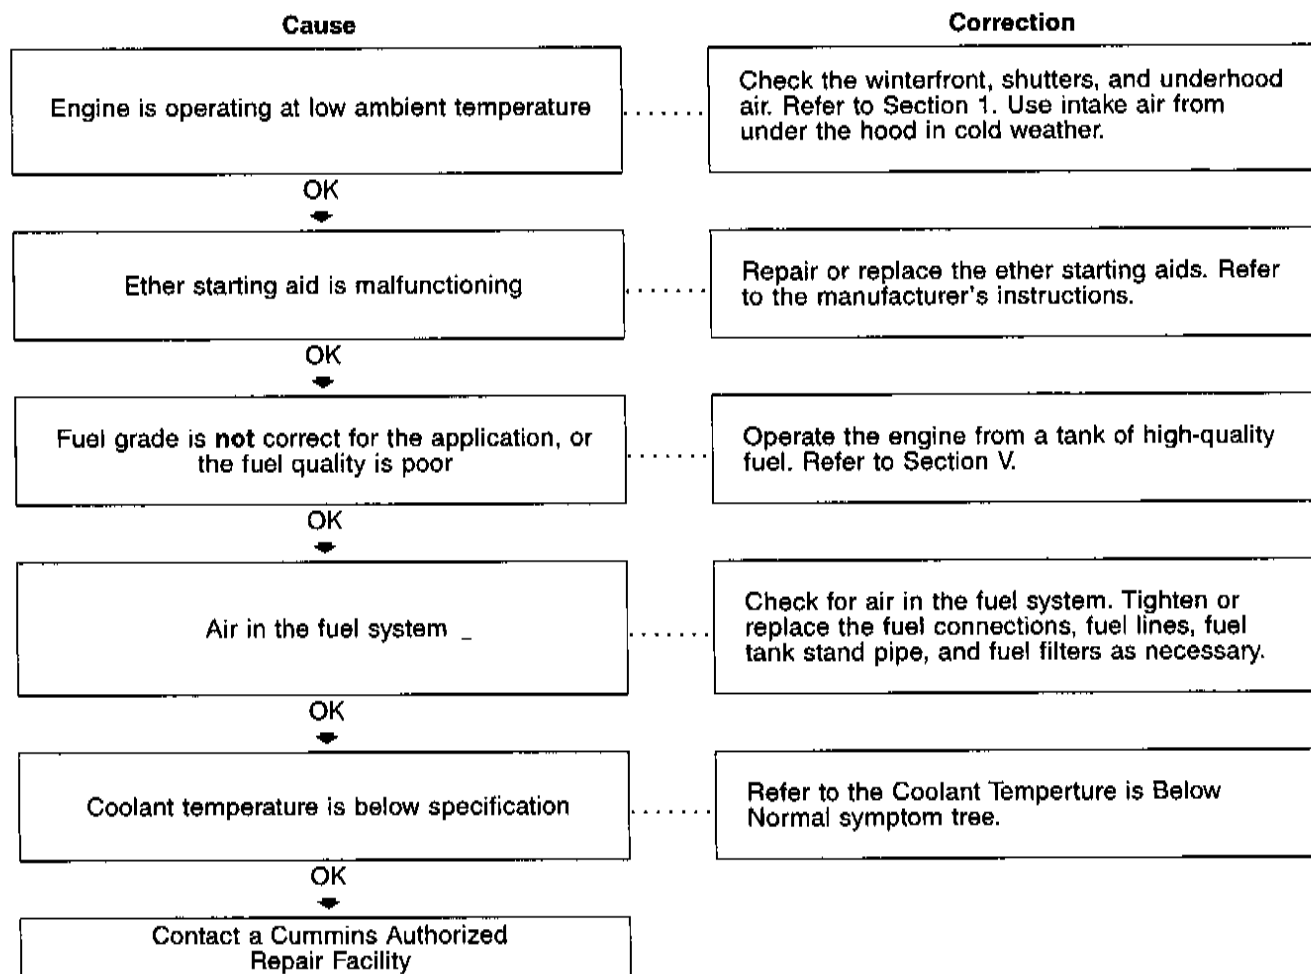 Cause
Correction
Engine is operating at low ambient temperature
Check the winterfront, shutters, and underhood
air. Refer to Section 1. Use intake air from
under the hood in cold weather.
OK
Ether starting aid is malfunctioning
Repair or replace the ether starting aids. Refer
to the manufacturer's instructions.
OK
Fuel grade is not correct for the application, or
the fuel quality is poor
Operate the engine from a tank of high-quality
fuel. Refer to Section V.
OK
Air in the fuel system
Check for air in the fuel system. Tighten or
replace the fuel connections, fuel lines, fuel
tank stand pipe, and fuel filters as necessary.
OK
Coolant temperature is below specification
Refer to the Coolant Temperture is Below
Normal symptom tree.
OK
Contact a Cummins Authorized
Repair Facility